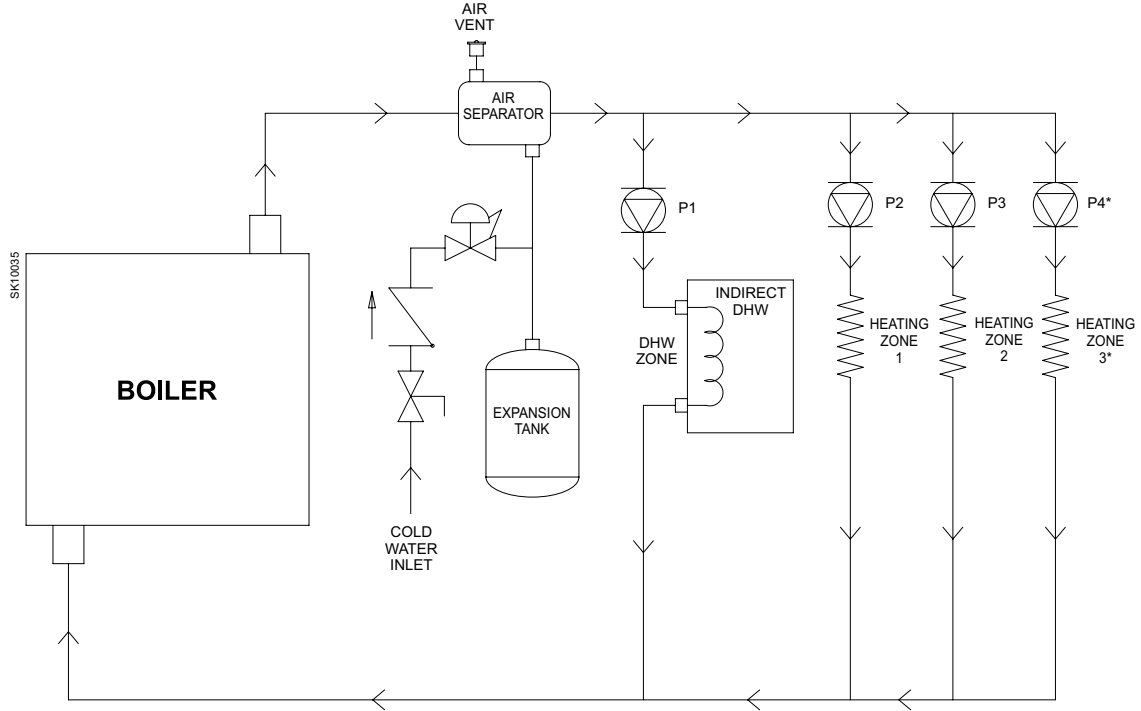 AIR
VENT
AIR
SEPARATOR
P1
P2
P3
P4*
SK10035
INDIRECT
DHW
DHW
ZONE
HEATING
ZONE
1
HEATING
ZONE
2
HEATING
ZONE
3*
BOILER
EXPANSION
TANK
COLD
WATER
INLET